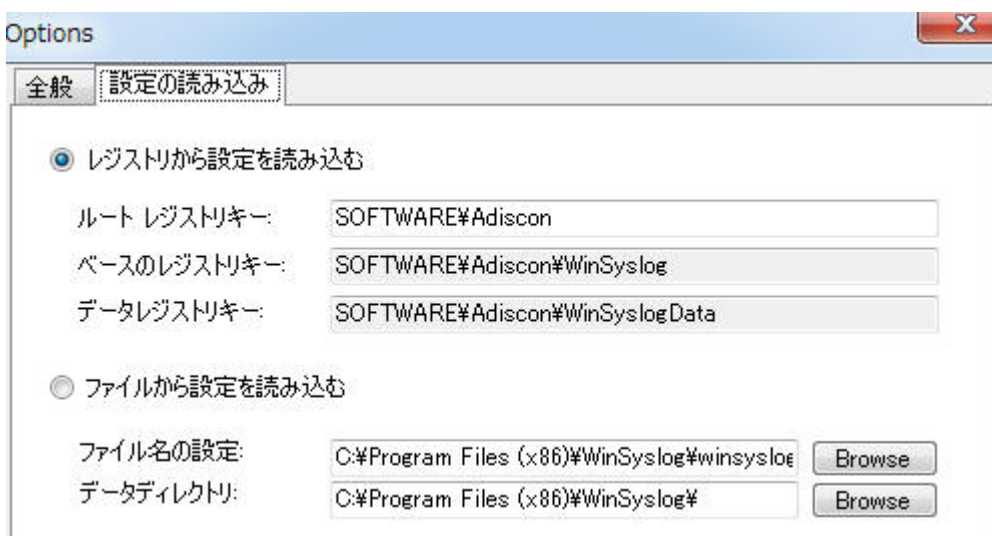 Options
全般 設定の読み込み
レジストリから設定を読み込む
ルート レジストリキー: SOFTWARE¥Adiscon
ベースのレジストリキー: SOFTWARE¥Adiscon¥WinSyslog
データレジストリキー: SOFTWARE¥Adiscon¥WinSyslogData
ファイルから設定を読み込む
ファイル名の設定: C:¥Program Files (x86)¥WinSyslog¥winsyslog Browse
データディレクトリ: C:¥Program Files (x86)¥WinSyslog¥ Browse